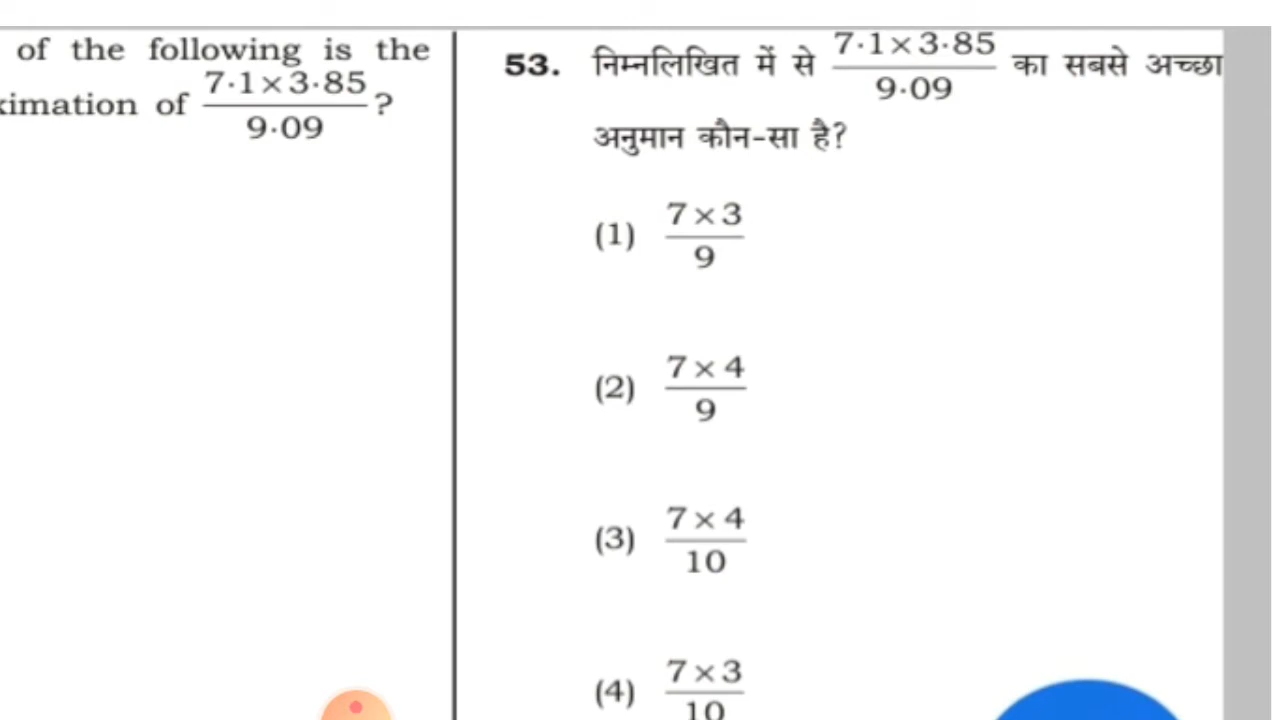 of the following is the
of 7·1×3·85/9·09?
53. निम्नलिखित में से 7·1×3·85/9·09 का सबसे अच्छा
अनुमान कौन-सा है?
(1) 7×3/9
(2) 7×4/9
(3) 7×4/10
(4) 7×3/10